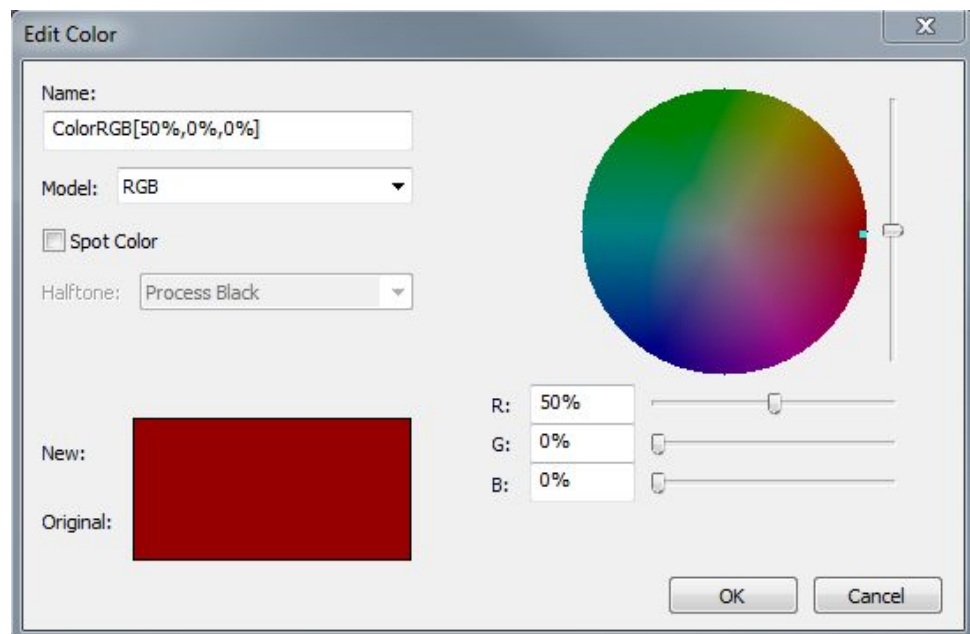 Edit Color
Name:
ColorRGB[50%,0%,0%]
Model: RGB
Spot Color
Halftone: Process Black
R: 50%
G: 0%
B: 0%
New:
Original:
OK Cancel